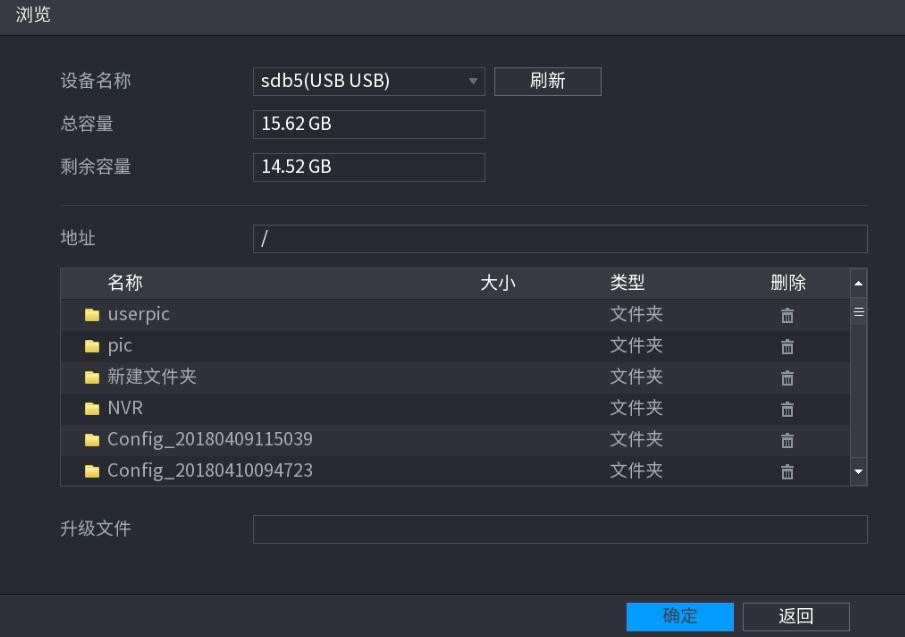 浏览
设备名称 sdb5(USB USB) 刷新
总容量 15.62 GB
剩余容量 14.52 GB
地址 /
名称 大小 类型 删除
userpic 文件夹
pic 文件夹
新建文件夹 文件夹
NVR 文件夹
Config_20180409115039 文件夹
Config_20180410094723 文件夹
升级文件
确定 返回